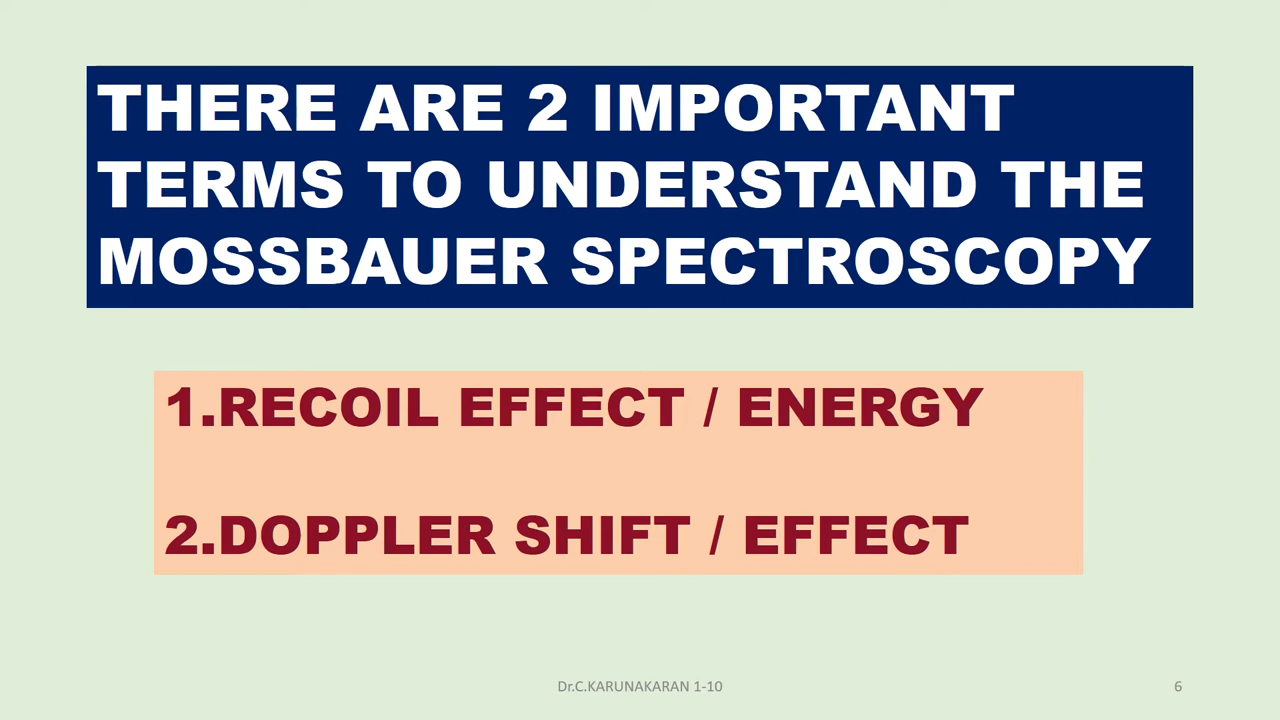 THERE ARE 2 IMPORTANT
TERMS TO UNDERSTAND THE
MOSSBAUER SPECTROSCOPY
1.RECOIL EFFECT / ENERGY
2.DOPPLER SHIFT / EFFECT
Dr.C.KARUNAKARAN 1-10
6